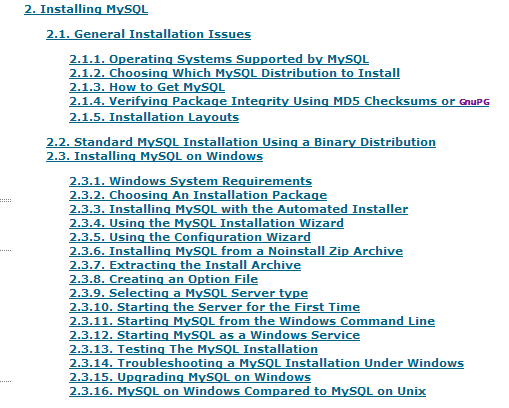 2. Installing MySQL
2.1. General Installation Issues
2.1.1. Operating Systems Supported by MySQL
2.1.2. Choosing Which MySQL Distribution to Install
2.1.3. How to Get MySQL
2.1.4. Verifying Package Integrity Using MD5 Checksums or GnuPG
2.1.5. Installation Layouts
2.2. Standard MySQL Installation Using a Binary Distribution
2.3. Installing MySQL on Windows
2.3.1. Windows System Requirements
2.3.2. Choosing An Installation Package
2.3.3. Installing MySQL with the Automated Installer
2.3.4. Using the MySQL Installation Wizard
2.3.5. Using the Configuration Wizard
2.3.6. Installing MySQL from a Noinstall Zip Archive
2.3.7. Extracting the Install Archive
2.3.8. Creating an Option File
2.3.9. Selecting a MySQL Server type
2.3.10. Starting the Server for the First Time
2.3.11. Starting MySQL from the Windows Command Line
2.3.12. Starting MySQL as a Windows Service
2.3.13. Testing The MySQL Installation
2.3.14. Troubleshooting a MySQL Installation Under Windows
2.3.15. Upgrading MySQL on Windows
2.3.16. MySQL on Windows Compared to MySQL on Unix